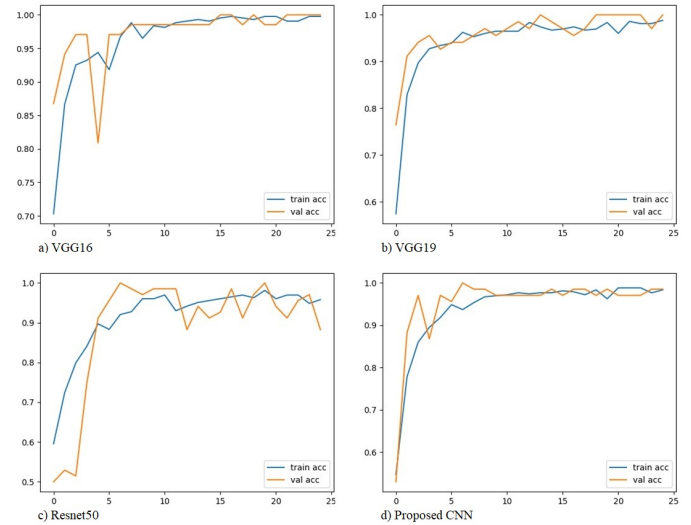 1.00
0.95
0.90
0.85
0.80
0.75
0.70
0 5 10 15 20 25
train acc
val acc
a) VGG16
1.0
0.9
0.8
0.7
0.6
0 5 10 15 20 25
train acc
val acc
b) VGG19
1.0
0.9
0.8
0.7
0.6
0.5
0 5 10 15 20 25
train acc
val acc
c) Resnet50
1.0
0.9
0.8
0.7
0.6
0 5 10 15 20 25
train acc
val acc
d) Proposed CNN